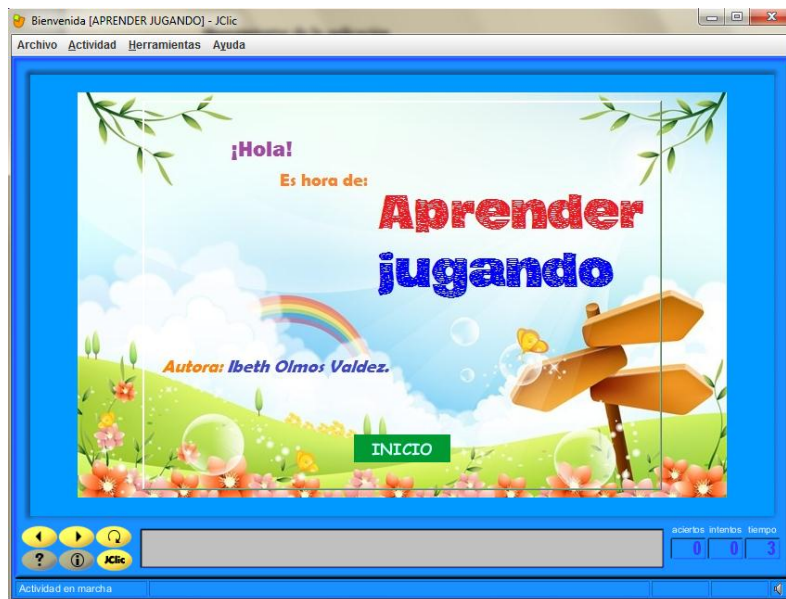 Bienvenida [APRENDER JUGANDO] - JClic
Archivo Actividad Herramientas Ayuda
¡Hola!
Es hora de:
Aprender
jugando
Autora: Ibeth Olmos Valdez.
INICIO
? i JClic
aciertos intentos tiempo
0 0 3
Actividad en marcha